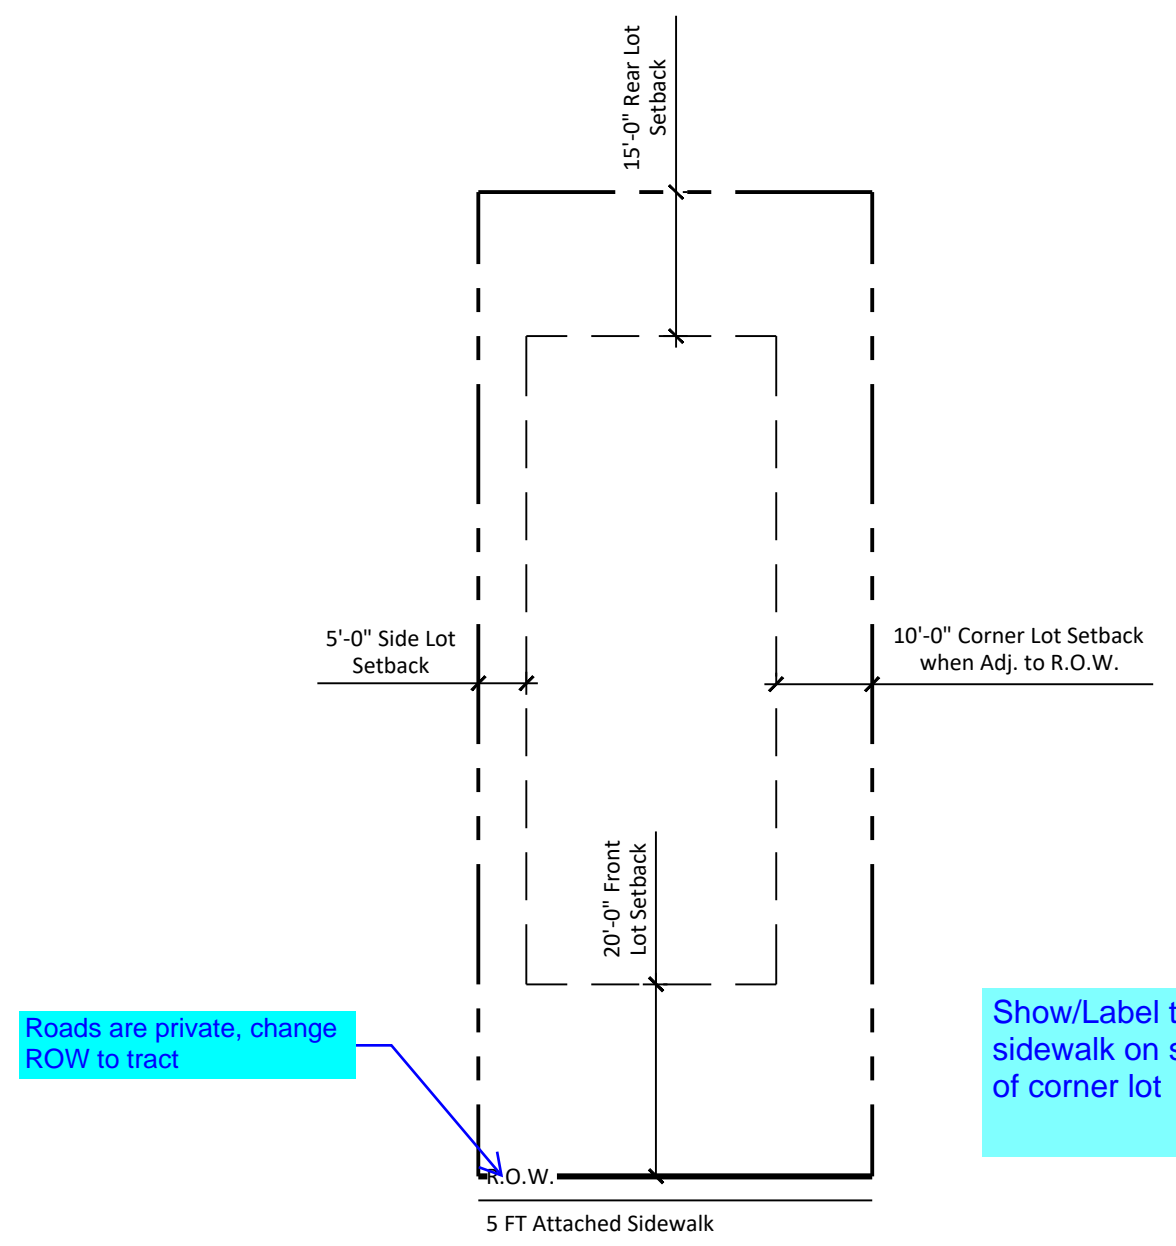 15'-0" Rear Lot
Setback
5'-0" Side Lot
Setback
10'-0" Corner Lot Setback
when Adj. to R.O.W.
20'-0" Front
Lot Setback
Roads are private, change
ROW to tract
Show/Label
sidewalk on
of corner lot
R.O.W.
5 FT Attached Sidewalk